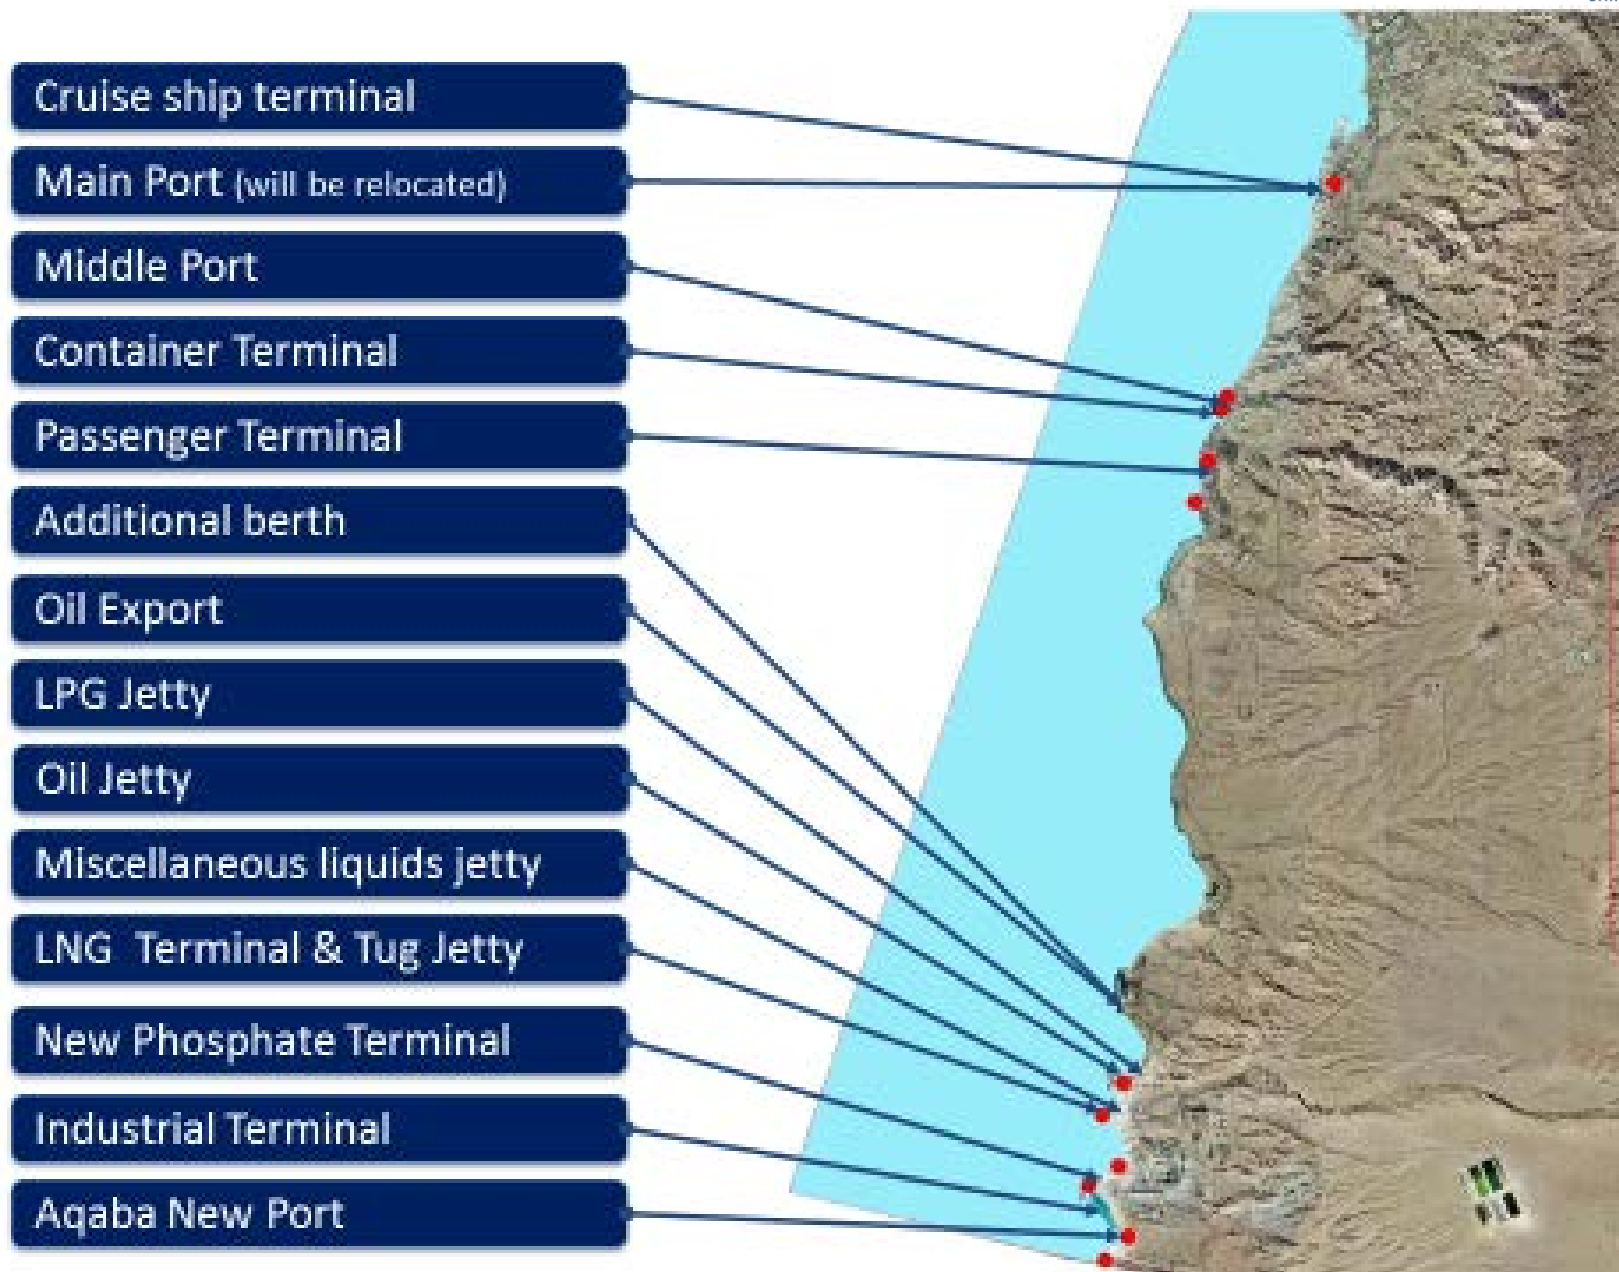 Cruise ship terminal
Main Port (will be relocated)
Middle Port
Container Terminal
Passenger Terminal
Additional berth
Oil Export
LPG Jetty
Oil Jetty
Miscellaneous liquids jetty
LNG Terminal & Tug Jetty
New Phosphate Terminal
Industrial Terminal
Aqaba New Port